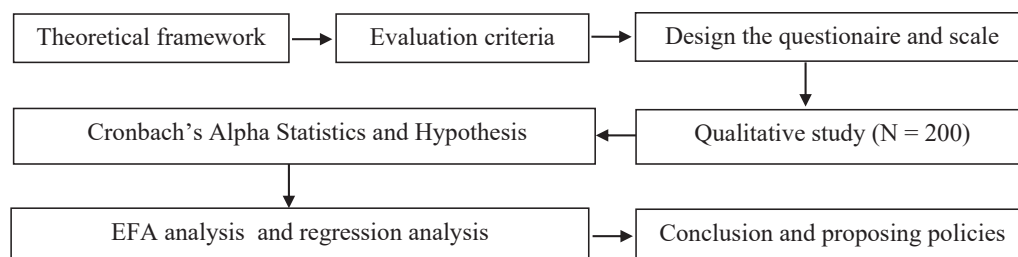 Theoretical framework
Evaluation criteria
Design the questionaire and scale
Qualitative study (N = 200)
Cronbach's Alpha Statistics and Hypothesis
EFA analysis and regression analysis
Conclusion and proposing policies